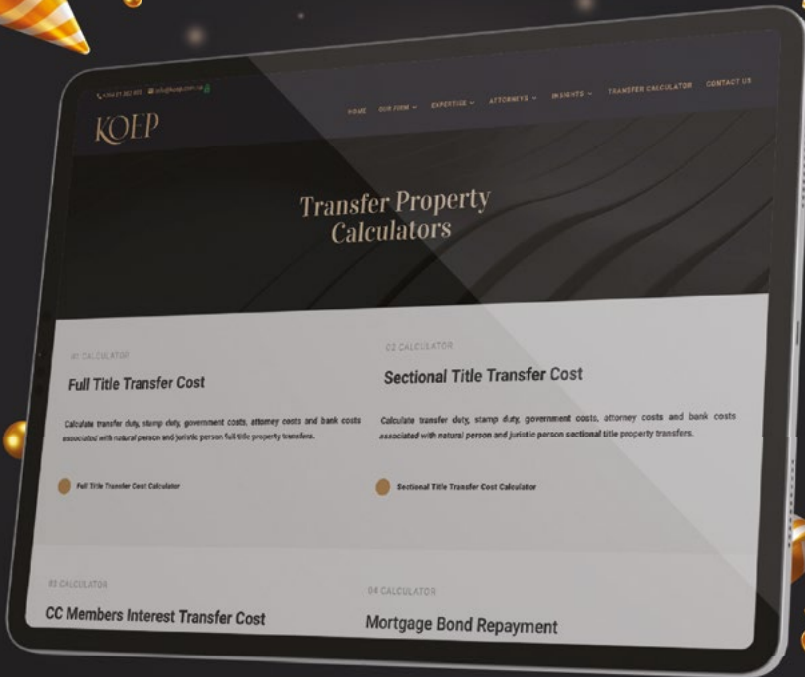 KOEP
HOME OUR FIRM EXPERTISE ATTORNEYS INSIGHTS TRANSFER CALCULATOR CONTACT US
Transfer Property
Calculators
01 CALCULATOR
Full Title Transfer Cost
Calculate transfer duty, stamp duty, government costs, attorney costs and bank costs
associated with natural person and juristic person full title property transfers.
Full Title Transfer Cost Calculator
02 CALCULATOR
Sectional Title Transfer Cost
Calculate transfer duty, stamp duty, government costs, attorney costs and bank costs
associated with natural person and juristic person sectional title property transfers.
Sectional Title Transfer Cost Calculator
03 CALCULATOR
CC Members Interest Transfer Cost
04 CALCULATOR
Mortgage Bond Repayment